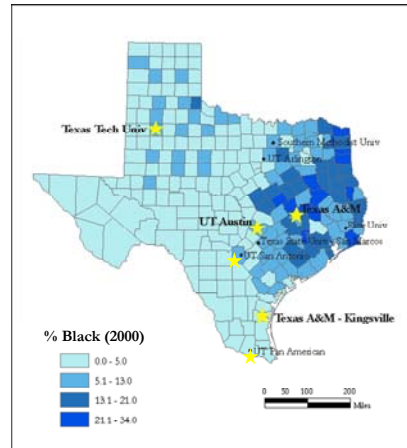 Texas Tech Univ
Southern Methodist Univ
UT Arlington
Texas A&M
UT Austin
Univ
Texas State Univ - San Marcos
UT San Antonio
Texas A&M - Kingsville
UT Pan American
% Black (2000)
0.0 - 5.0
5.1 - 13.0
13.1 - 21.0
21.1 - 34.0
0 50 100 200
Miles